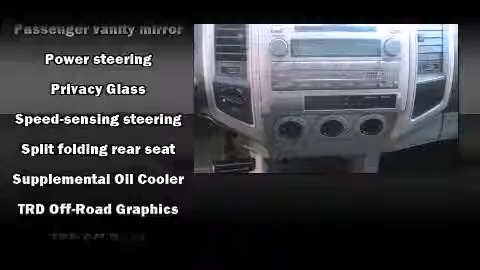 Passenger vanity mirror
Power steering
Privacy Glass
Speed-sensing steering
Split folding rear seat
Supplemental Oil Cooler
TRD Off-Road Graphics